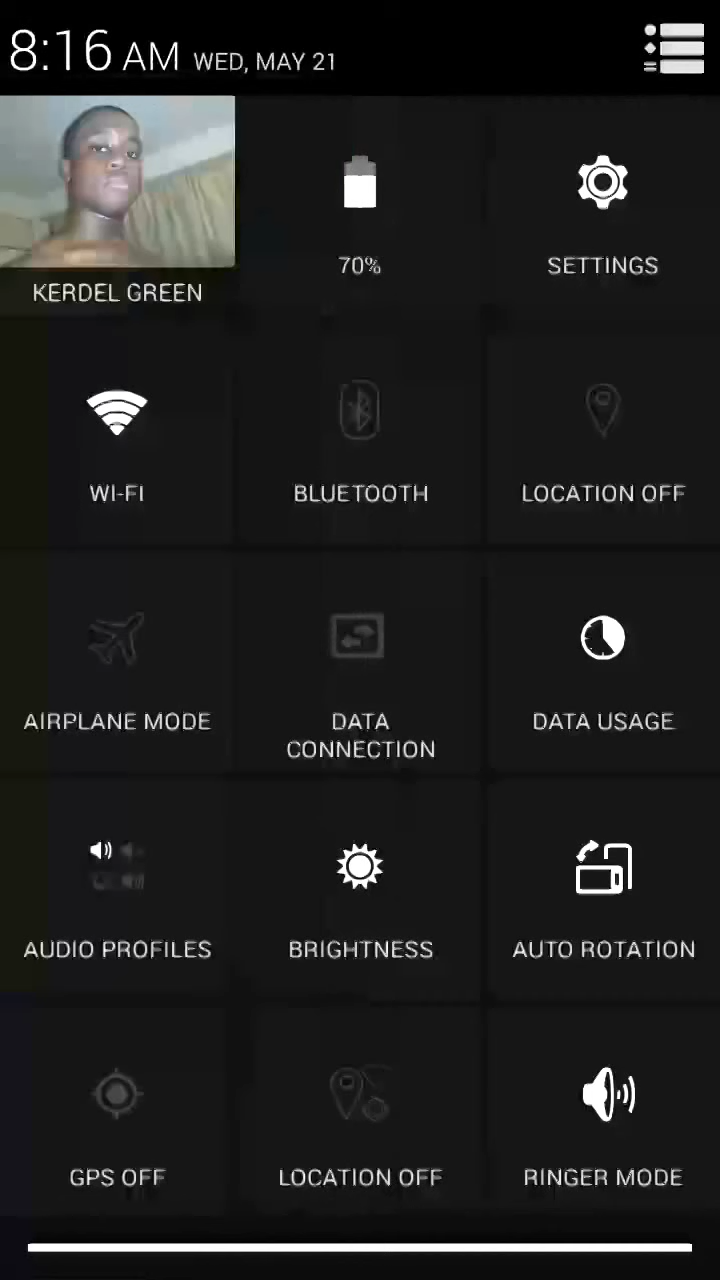 8:16 AM WED, MAY 21
KERDEL GREEN
70%
SETTINGS
WI-FI
BLUETOOTH
LOCATION OFF
AIRPLANE MODE
DATA
CONNECTION
DATA USAGE
AUDIO PROFILES
BRIGHTNESS
AUTO ROTATION
GPS OFF
LOCATION OFF
RINGER MODE